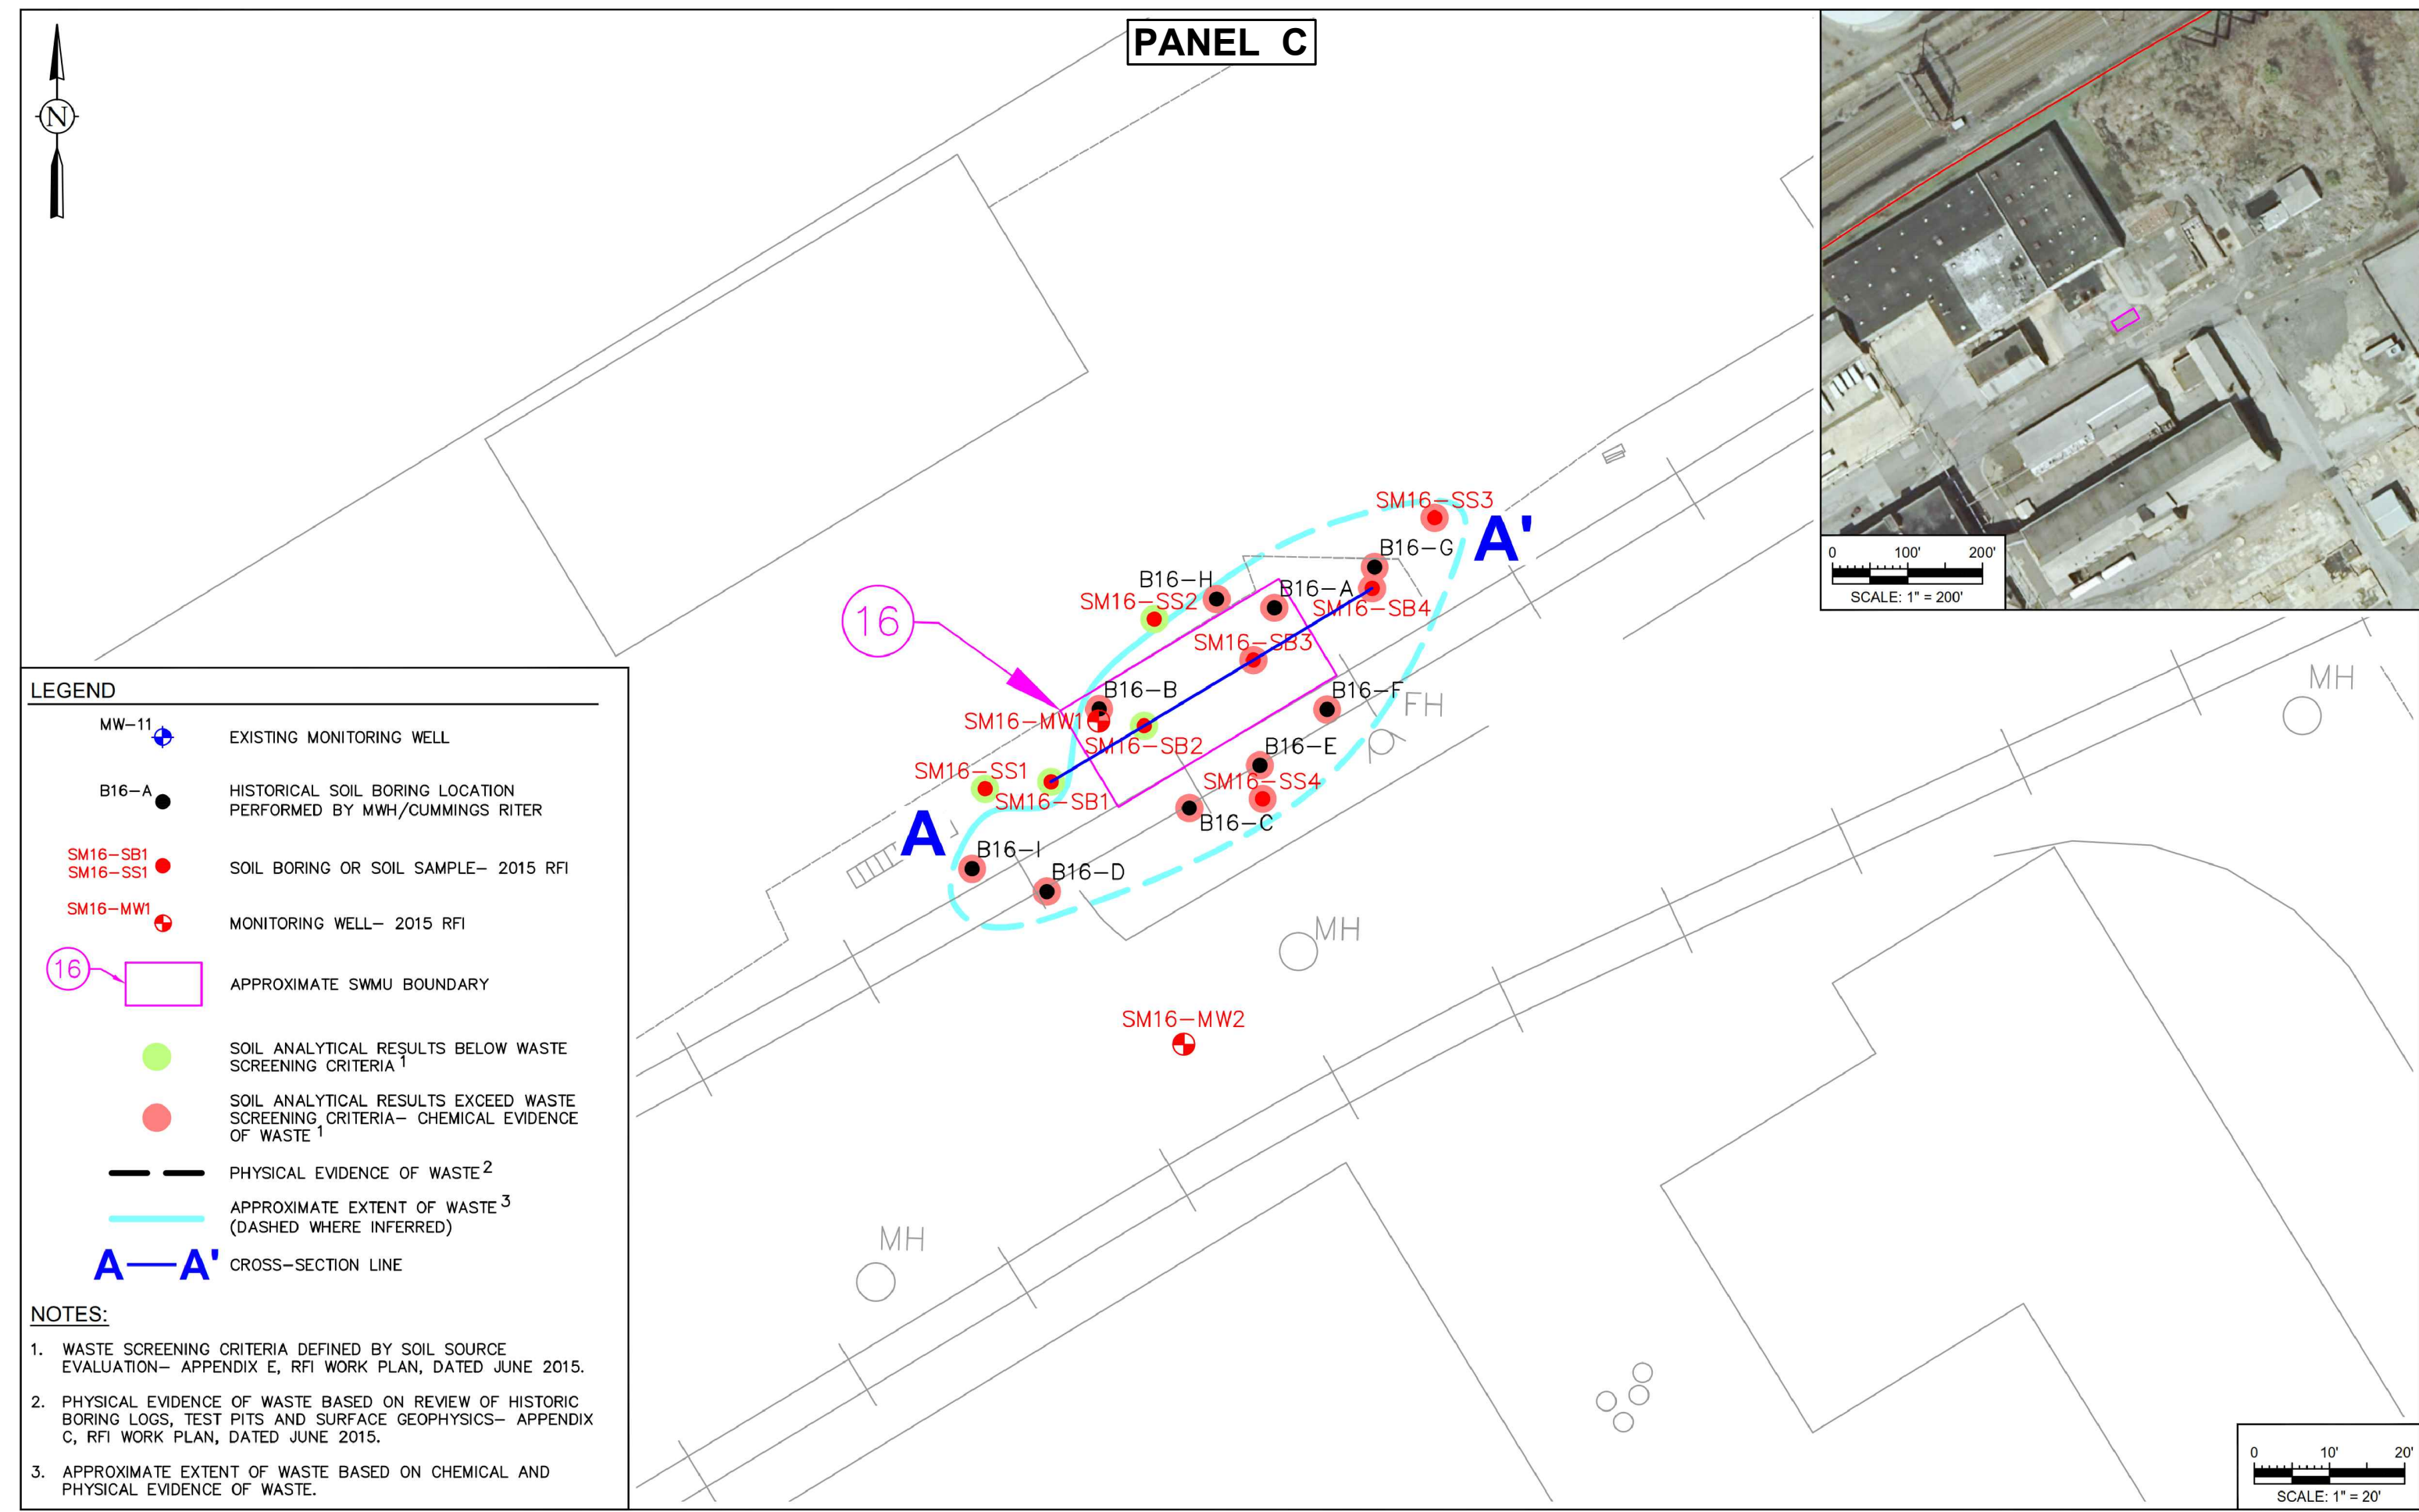 PANEL C
N
0 100' 200'
SCALE: 1" = 200'
SM16-SS3
A'
B16-G
B16-H
B16-A
SM16-SS2
SM16-SB4
16
SM16-SB3
B16-B
B16-F
FH
SM16-MW1
SM16-SB2
B16-E
SM16-SS1
SM16-SS4
SM16-SB1
B16-C
A
B16-I
B16-D
MH
MH
SM16-MW2
MH
LEGEND
MW-11
EXISTING MONITORING WELL
B16-A
HISTORICAL SOIL BORING LOCATION
PERFORMED BY MWH/CUMMINGS RITER
SM16-SB1
SM16-SS1
SOIL BORING OR SOIL SAMPLE- 2015 RFI
SM16-MW1
MONITORING WELL- 2015 RFI
16
APPROXIMATE SWMU BOUNDARY
SOIL ANALYTICAL RESULTS BELOW WASTE
SCREENING CRITERIA 1
SOIL ANALYTICAL RESULTS EXCEED WASTE
SCREENING CRITERIA- CHEMICAL EVIDENCE
OF WASTE 1
PHYSICAL EVIDENCE OF WASTE 2
APPROXIMATE EXTENT OF WASTE 3
(DASHED WHERE INFERRED)
A A' CROSS-SECTION LINE
NOTES:
1. WASTE SCREENING CRITERIA DEFINED BY SOIL SOURCE
EVALUATION- APPENDIX E, RFI WORK PLAN, DATED JUNE 2015.
2. PHYSICAL EVIDENCE OF WASTE BASED ON REVIEW OF HISTORIC
BORING LOGS, TEST PITS AND SURFACE GEOPHYSICS- APPENDIX
C, RFI WORK PLAN, DATED JUNE 2015.
3. APPROXIMATE EXTENT OF WASTE BASED ON CHEMICAL AND
PHYSICAL EVIDENCE OF WASTE.
0 10' 20'
SCALE: 1" = 20'